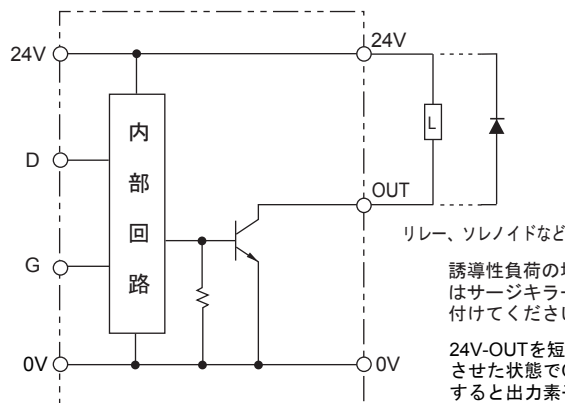 24V
24V
内部回路
L
D
OUT
リレー、ソレノイドなど
G
誘導性負荷の
はサージキラー
付けてください
0V
0V
24V-OUTを短
させた状態で
すると出力素